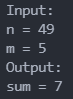 Input:
n = 49
m = 5
Output:
sum = 7